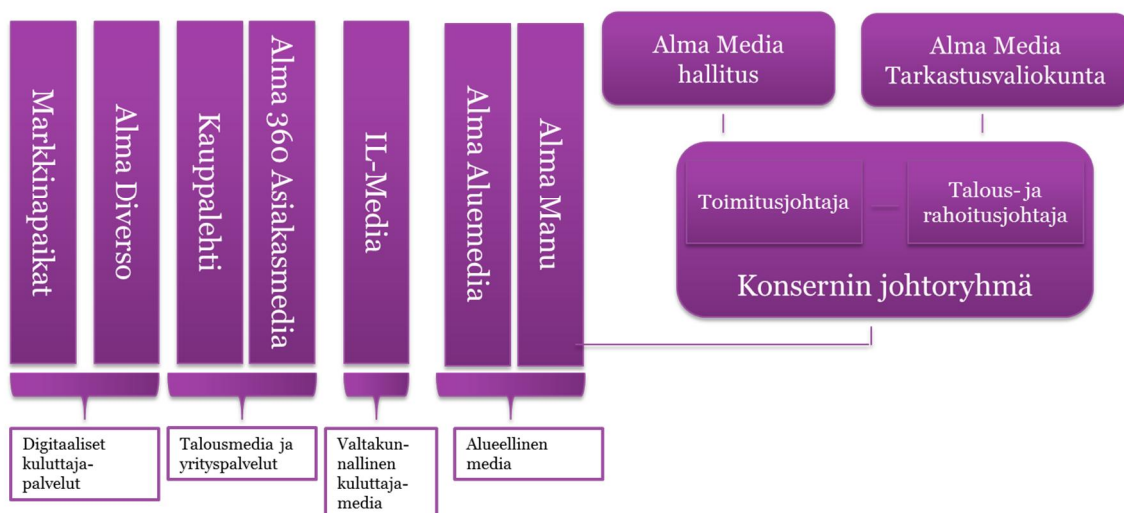 Markkinapaikat
Alma Diverso
Kauppalehti
Alma 360 Asiakasmedia
IL-Media
Alma Aluemedia
Alma Manu
Alma Media
hallitus
Alma Media
Tarkastusvaliokunta
Toimitusjohtaja
Talous- ja
rahoitusjohtaja
Konsernin johtoryhmä
Digitaaliset
kuluttaja-
palvelut
Talousmedia ja
yrityspalvelut
Valtakun-
nallinen
kuluttaja-
media
Alueellinen
media